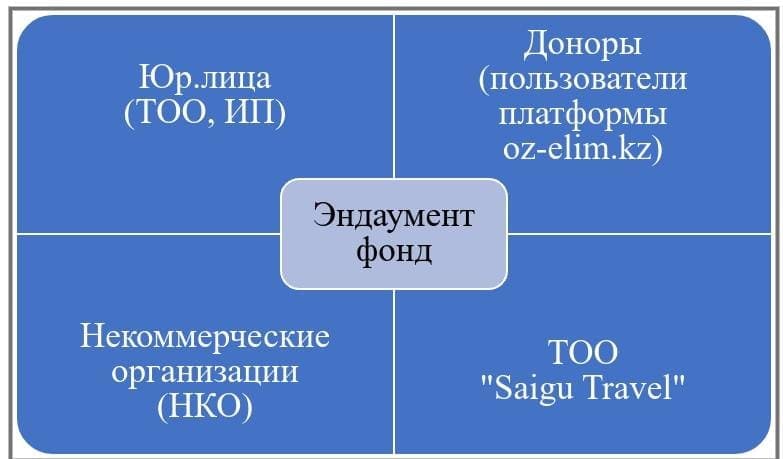 Юр.лица
(ТОО, ИП)
Доноры
(пользователи
платформы
oz-elim.kz)
Эндаумент
фонд
Некоммерческие
организации
(НКО)
ТОО
"Saigu Travel"